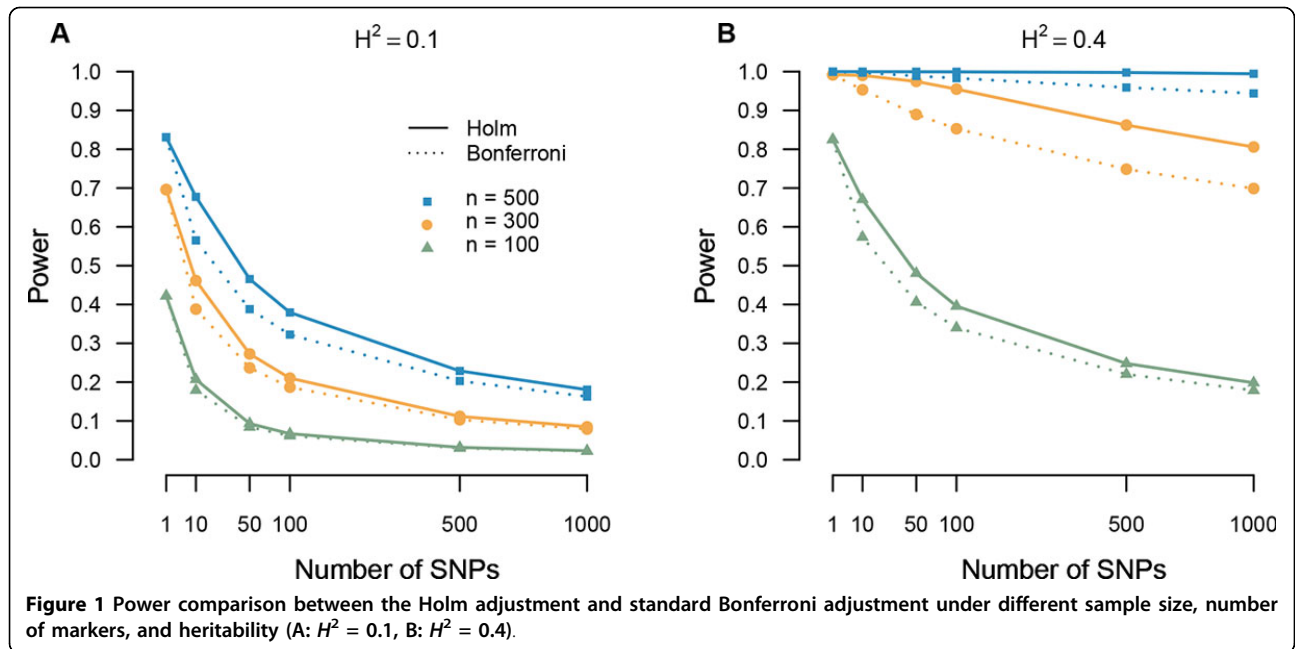 A
H² = 0.1
1.0
0.9
0.8
0.7
0.6
0.5
0.4
0.3
0.2
0.1
0.0
Power
Holm
Bonferroni
n = 500
n = 300
n = 100
1 10 50 100 500 1000
Number of SNPs
B
H² = 0.4
1.0
0.9
0.8
0.7
0.6
0.5
0.4
0.3
0.2
0.1
0.0
Power
1 10 50 100 500 1000
Number of SNPs
Figure 1 Power comparison between the Holm adjustment and standard Bonferroni adjustment under different sample size, number
of markers, and heritability (A: H² = 0.1, B: H² = 0.4).